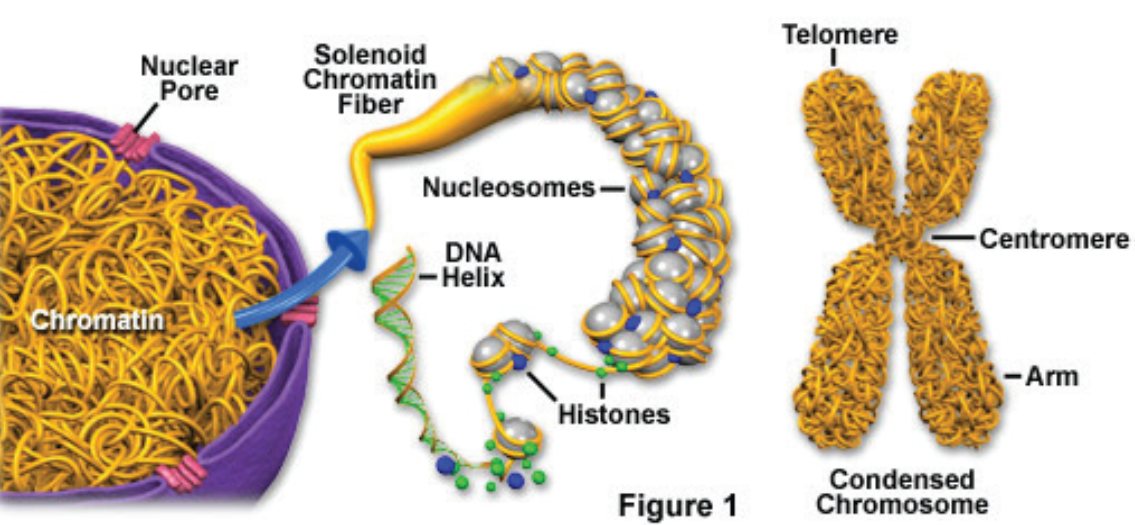 Nuclear
Pore
Chromatin
Solenoid
Chromatin
Fiber
Nucleosomes
DNA
Helix
Histones
Figure 1
Telomere
Centromere
Arm
Condensed
Chromosome